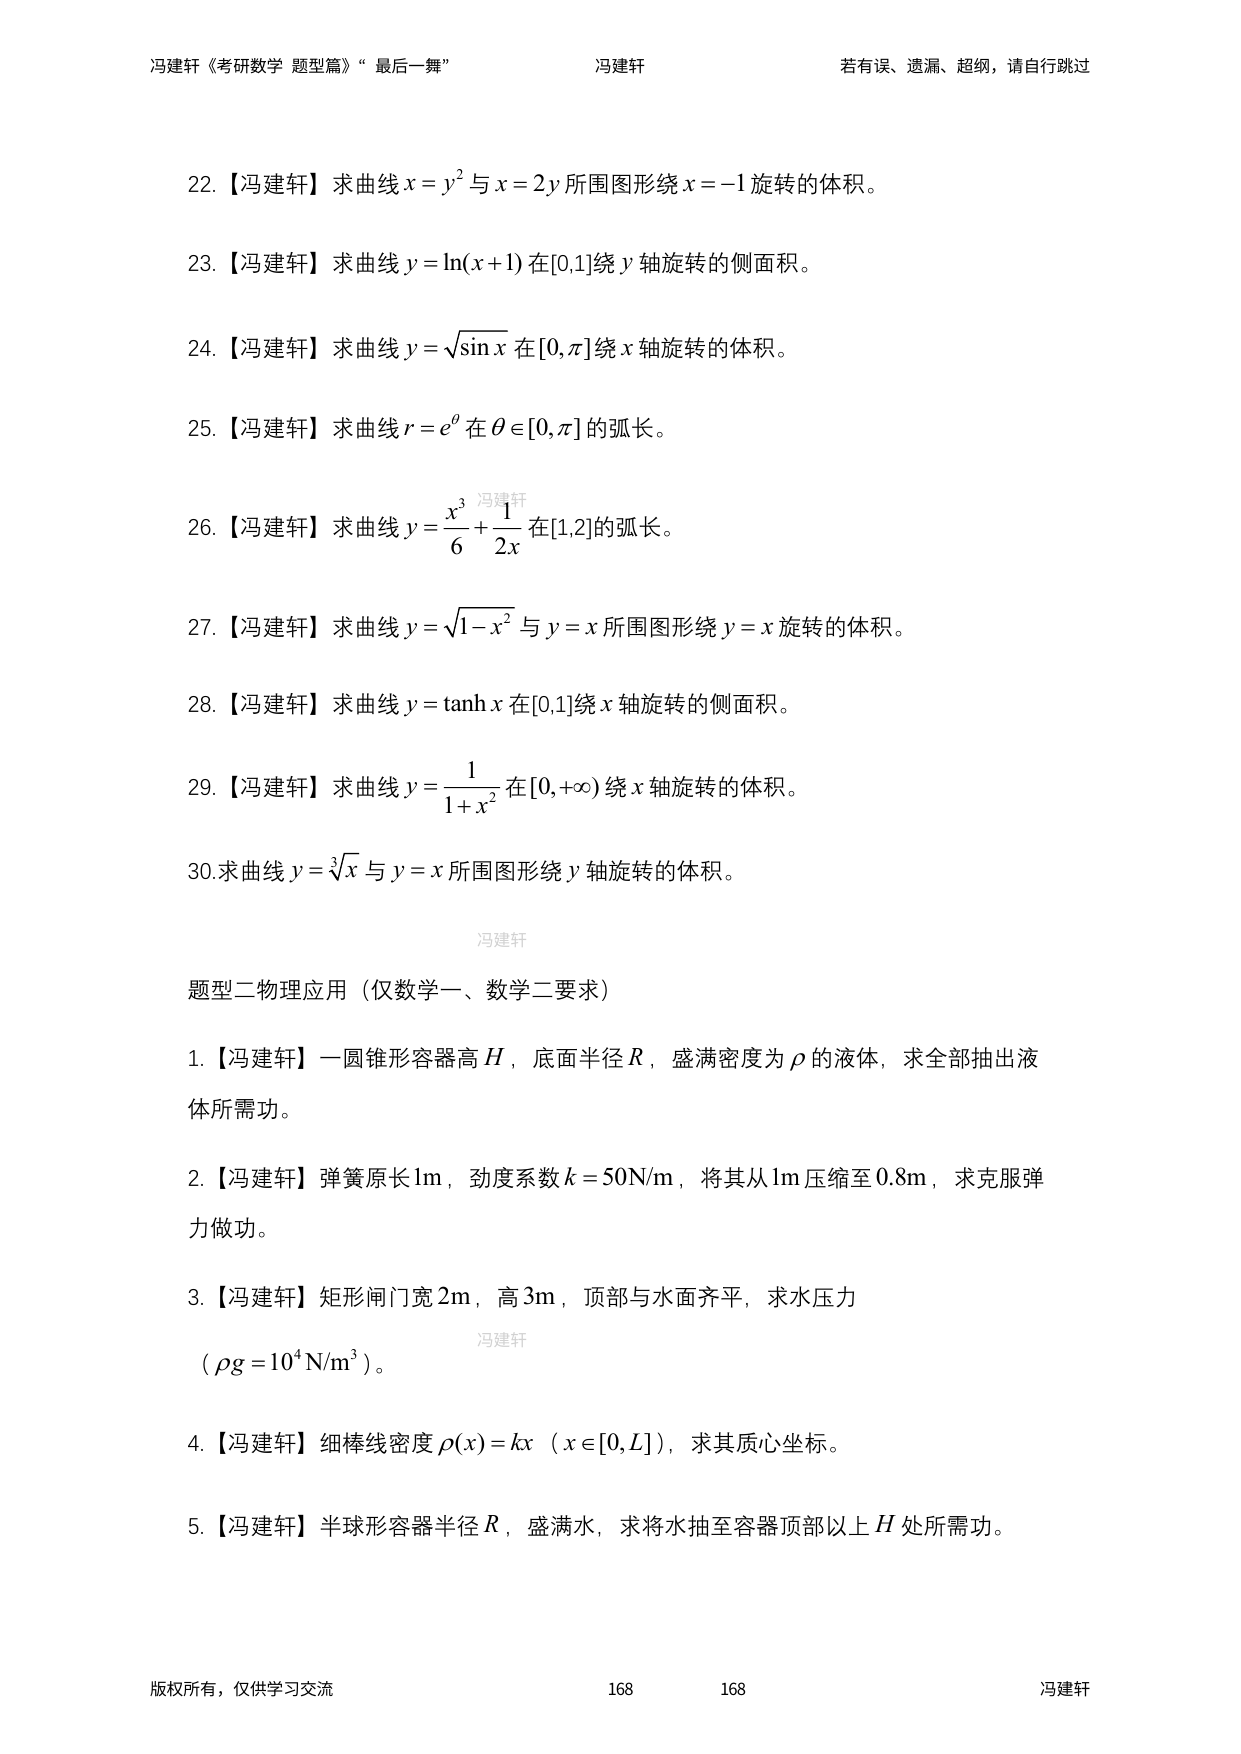 冯建轩《考研数学 题型篇》“ 最后一舞” 冯建轩 若有误、遗漏、超纲，请自行跳过
22.【冯建轩】求曲线 x = y² 与 x = 2y 所围图形绕 x = −1 旋转的体积。
23.【冯建轩】求曲线 y = ln(x+1) 在[0,1]绕 y 轴旋转的侧面积。
24.【冯建轩】求曲线 y = √(sin x) 在[0,π]绕 x 轴旋转的体积。
25.【冯建轩】求曲线 r = e^θ 在 θ∈[0,π] 的弧长。
冯建轩
26.【冯建轩】求曲线 y = x³/6 + 1/(2x) 在[1,2]的弧长。
27.【冯建轩】求曲线 y = √(1−x²) 与 y = x 所围图形绕 y = x 旋转的体积。
28.【冯建轩】求曲线 y = tanh x 在[0,1]绕 x 轴旋转的侧面积。
29.【冯建轩】求曲线 y = 1/(1+x²) 在[0,+∞) 绕 x 轴旋转的体积。
30.求曲线 y = ∛x 与 y = x 所围图形绕 y 轴旋转的体积。
冯建轩
题型二物理应用（仅数学一、数学二要求）
1.【冯建轩】一圆锥形容器高 H，底面半径 R，盛满密度为 ρ 的液体，求全部抽出液
体所需功。
2.【冯建轩】弹簧原长1m，劲度系数 k = 50N/m，将其从1m 压缩至 0.8m，求克服弹
力做功。
3.【冯建轩】矩形闸门宽 2m，高 3m，顶部与水面齐平，求水压力
冯建轩
（ρg = 10⁴ N/m³）。
4.【冯建轩】细棒线密度 ρ(x) = kx（x∈[0,L]），求其质心坐标。
5.【冯建轩】半球形容器半径 R，盛满水，求将水抽至容器顶部以上 H 处所需功。
版权所有，仅供学习交流 168 168 冯建轩